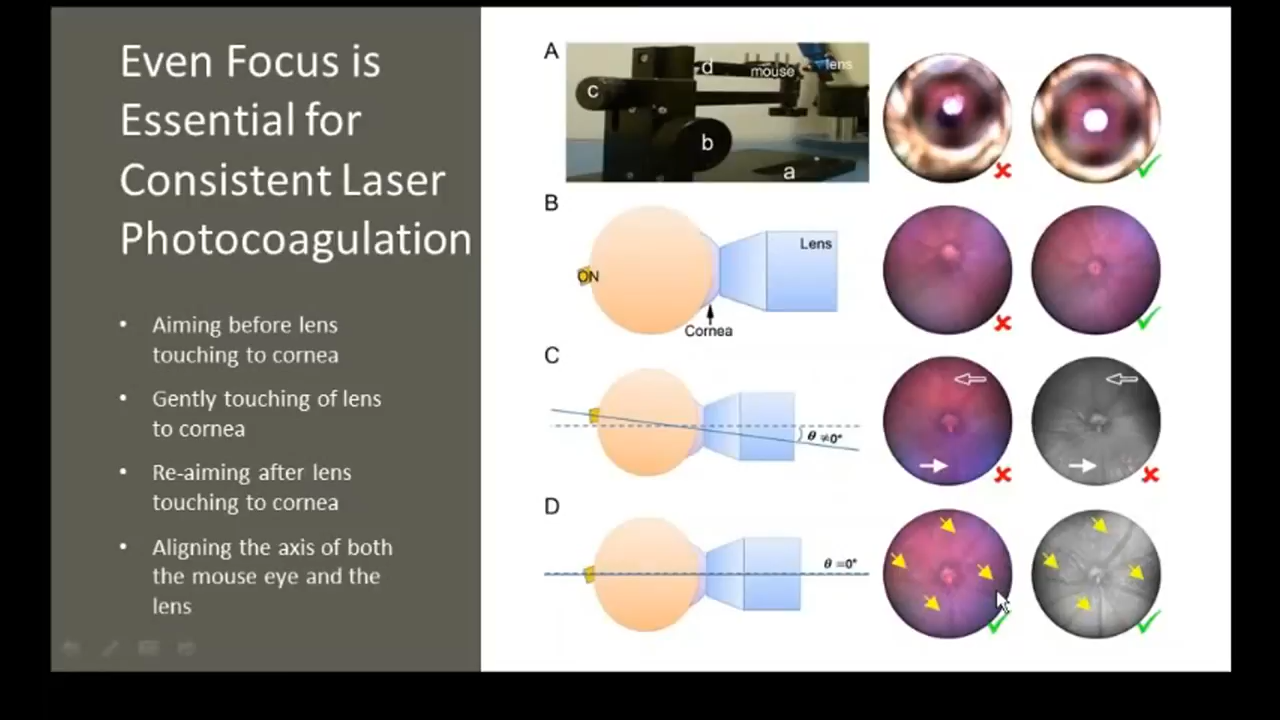 Even Focus is
Essential for
Consistent Laser
Photocoagulation
• Aiming before lens
touching to cornea
• Gently touching of lens
to cornea
• Re-aiming after lens
touching to cornea
• Aligning the axis of both
the mouse eye and the
lens
A
d
mouse
lens
c
b
a
B
Lens
ON
Cornea
C
θ ≠0°
D
θ =0°